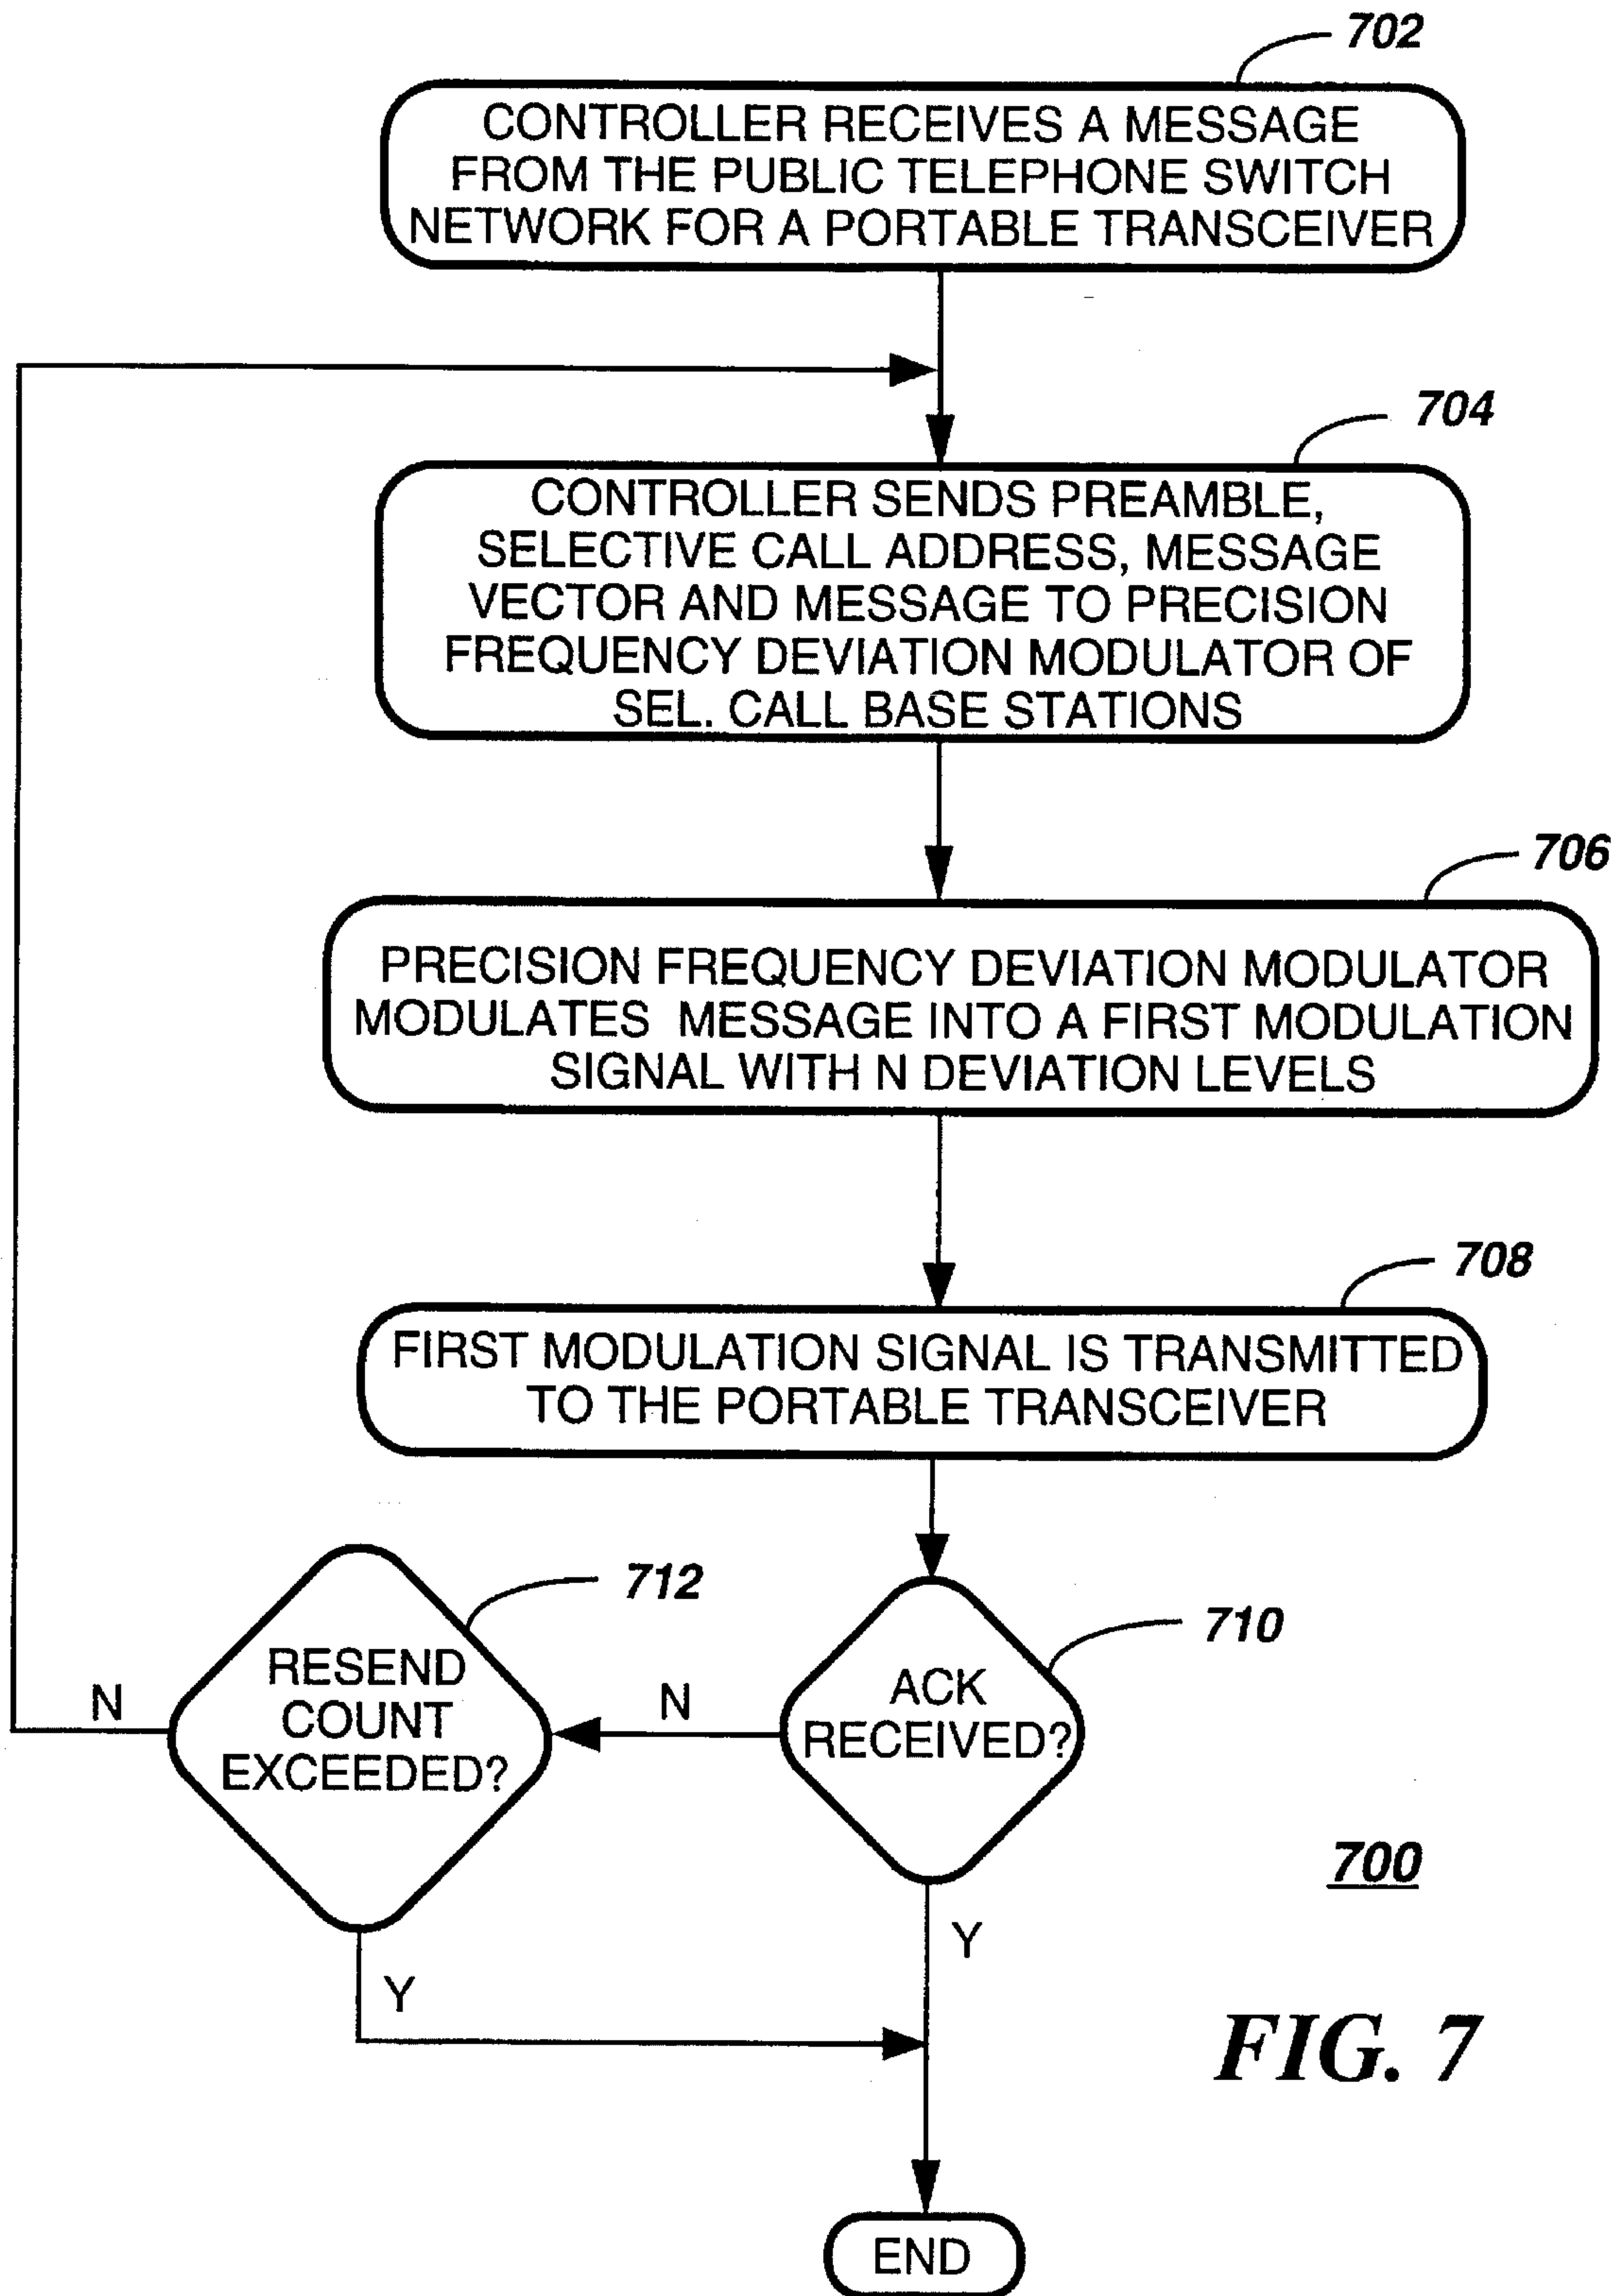 702
CONTROLLER RECEIVES A MESSAGE
FROM THE PUBLIC TELEPHONE SWITCH
NETWORK FOR A PORTABLE TRANSCEIVER
704
CONTROLLER SENDS PREAMBLE,
SELECTIVE CALL ADDRESS, MESSAGE
VECTOR AND MESSAGE TO PRECISION
FREQUENCY DEVIATION MODULATOR OF
SEL. CALL BASE STATIONS
706
PRECISION FREQUENCY DEVIATION MODULATOR
MODULATES MESSAGE INTO A FIRST MODULATION
SIGNAL WITH N DEVIATION LEVELS
708
FIRST MODULATION SIGNAL IS TRANSMITTED
TO THE PORTABLE TRANSCEIVER
712
RESEND
COUNT
EXCEEDED?
N
N
710
ACK
RECEIVED?
700
Y
Y
FIG. 7
END